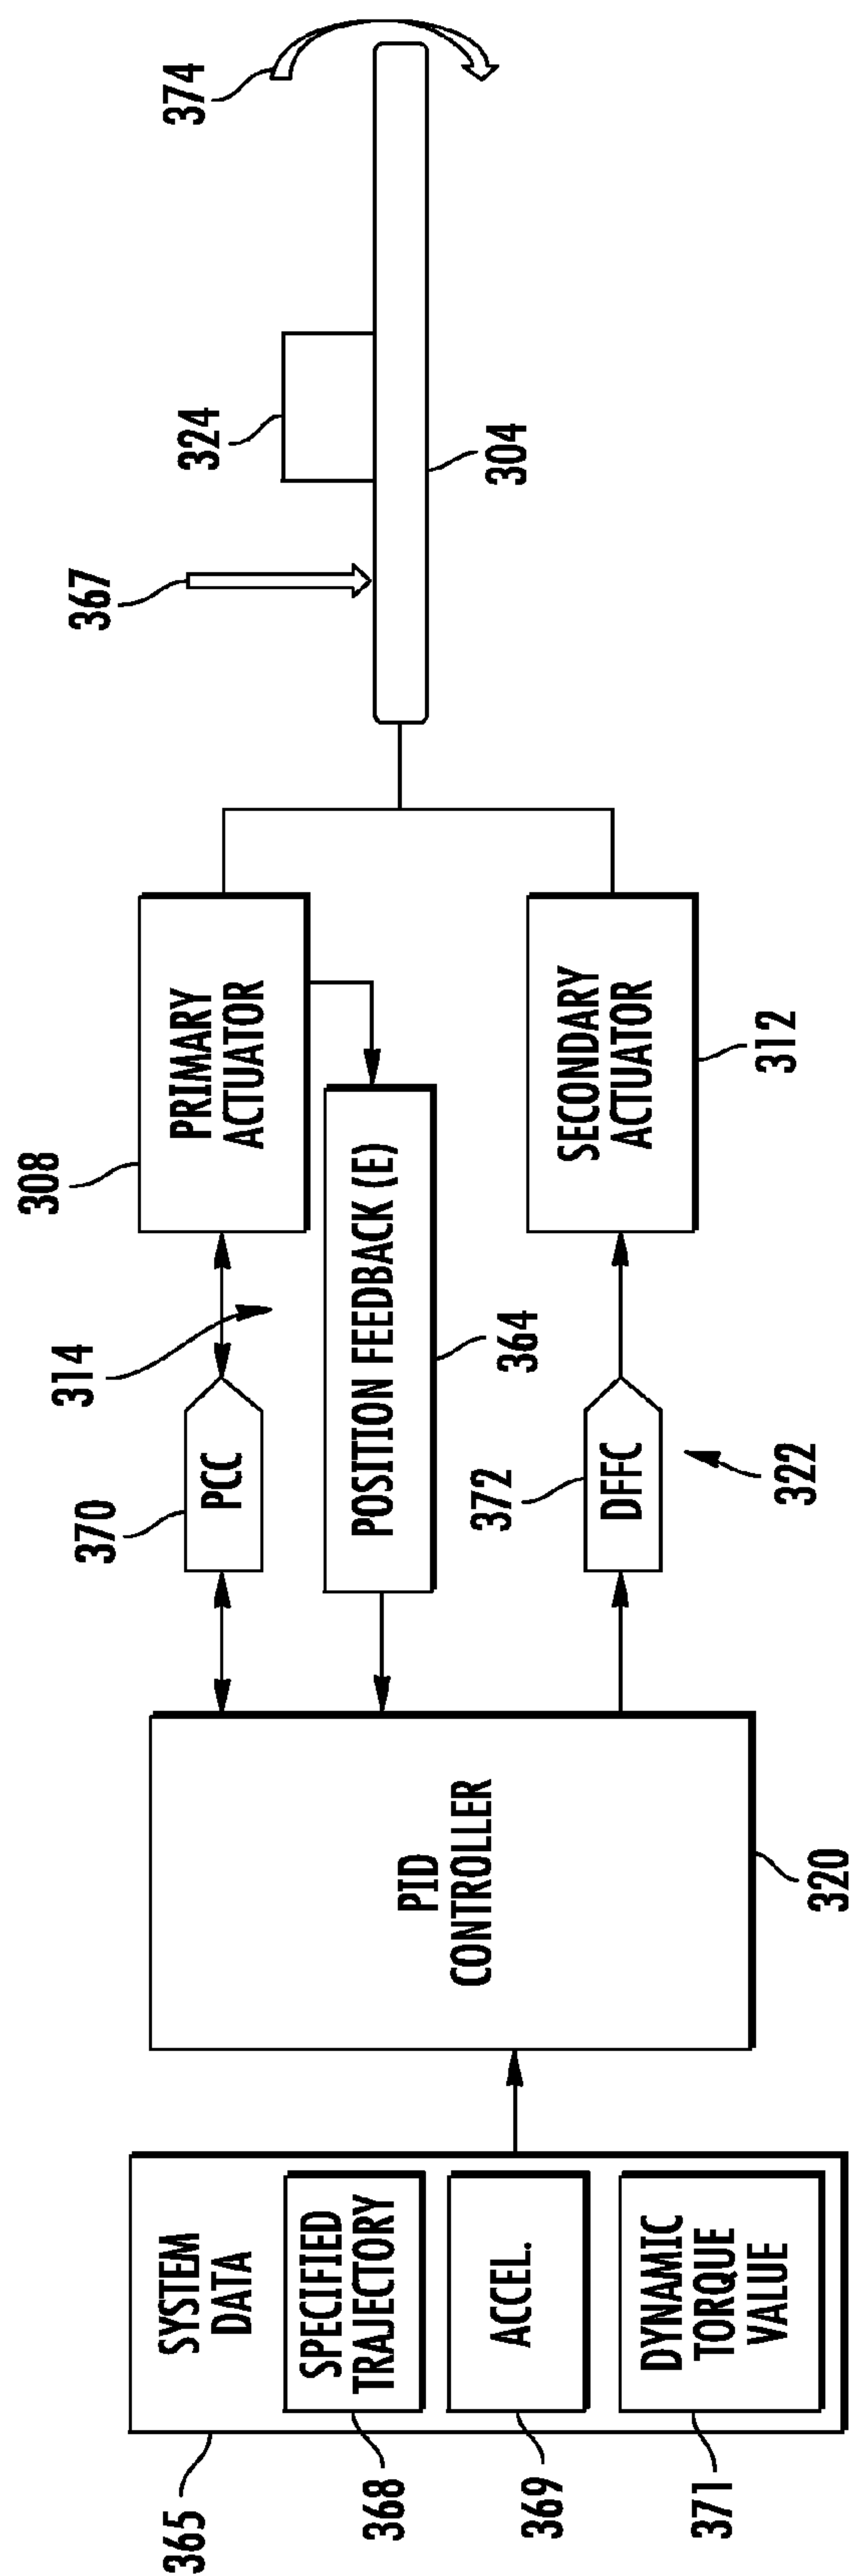 365
SYSTEM
DATA
368
SPECIFIED
TRAJECTORY
369
ACCEL.
371
DYNAMIC
TORQUE
VALUE
PID
CONTROLLER
320
370
PCC
314
POSITION FEEDBACK (E)
364
372
DFFC
322
308
PRIMARY
ACTUATOR
SECONDARY
ACTUATOR
312
367
324
304
374